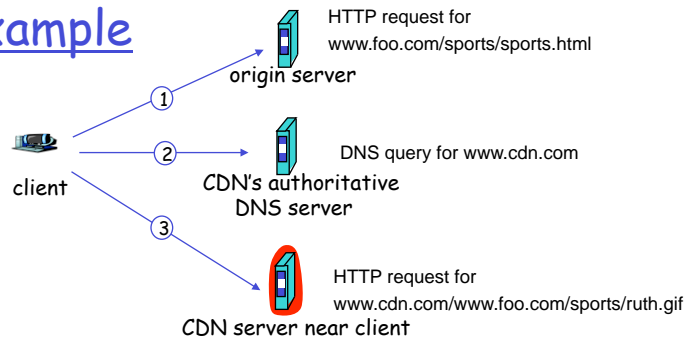 xample
HTTP request for
www.foo.com/sports/sports.html
origin server
1
client
2
DNS query for www.cdn.com
CDN's authoritative
DNS server
3
HTTP request for
www.cdn.com/www.foo.com/sports/ruth.gif
CDN server near client